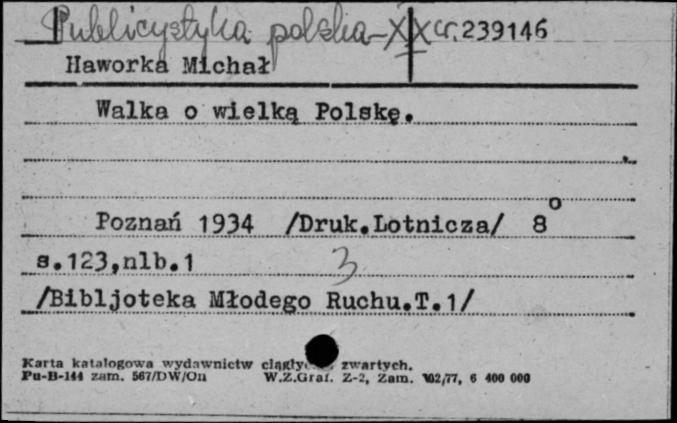 Publicystyka polska - XX w. 239146
Haworka Michał
Walka o wielką Polskę.
Poznań 1934 /Druk.Lotnicza/ 8°
s.123,nlb.1 3
/Bibljoteka Młodego Ruchu.T.1/
Karta katalogowa wydawnictw zwartych.
Pu-B-144 zam. 567/DW/On W.Z.Graf. Z-2, Zam. 102/77, 6 400 000